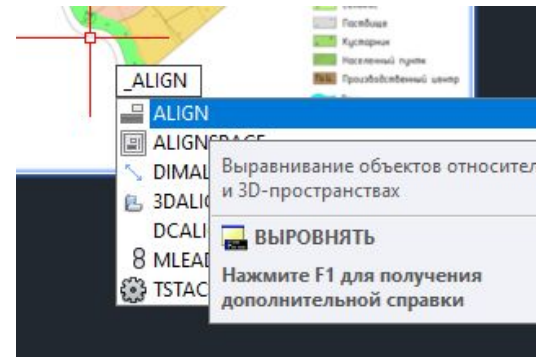 Пастбище
Кустарник
Населенный пункт
Производственный центр
_ALIGN
ALIGN
ALIGNSPACE
DIMAL
Выравнивание объектов относител
и 3D-пространствах
3DALIG
DCALI
ВЫРОВНЯТЬ
MLEAD
Нажмите F1 для получения
TSTAC
дополнительной справки